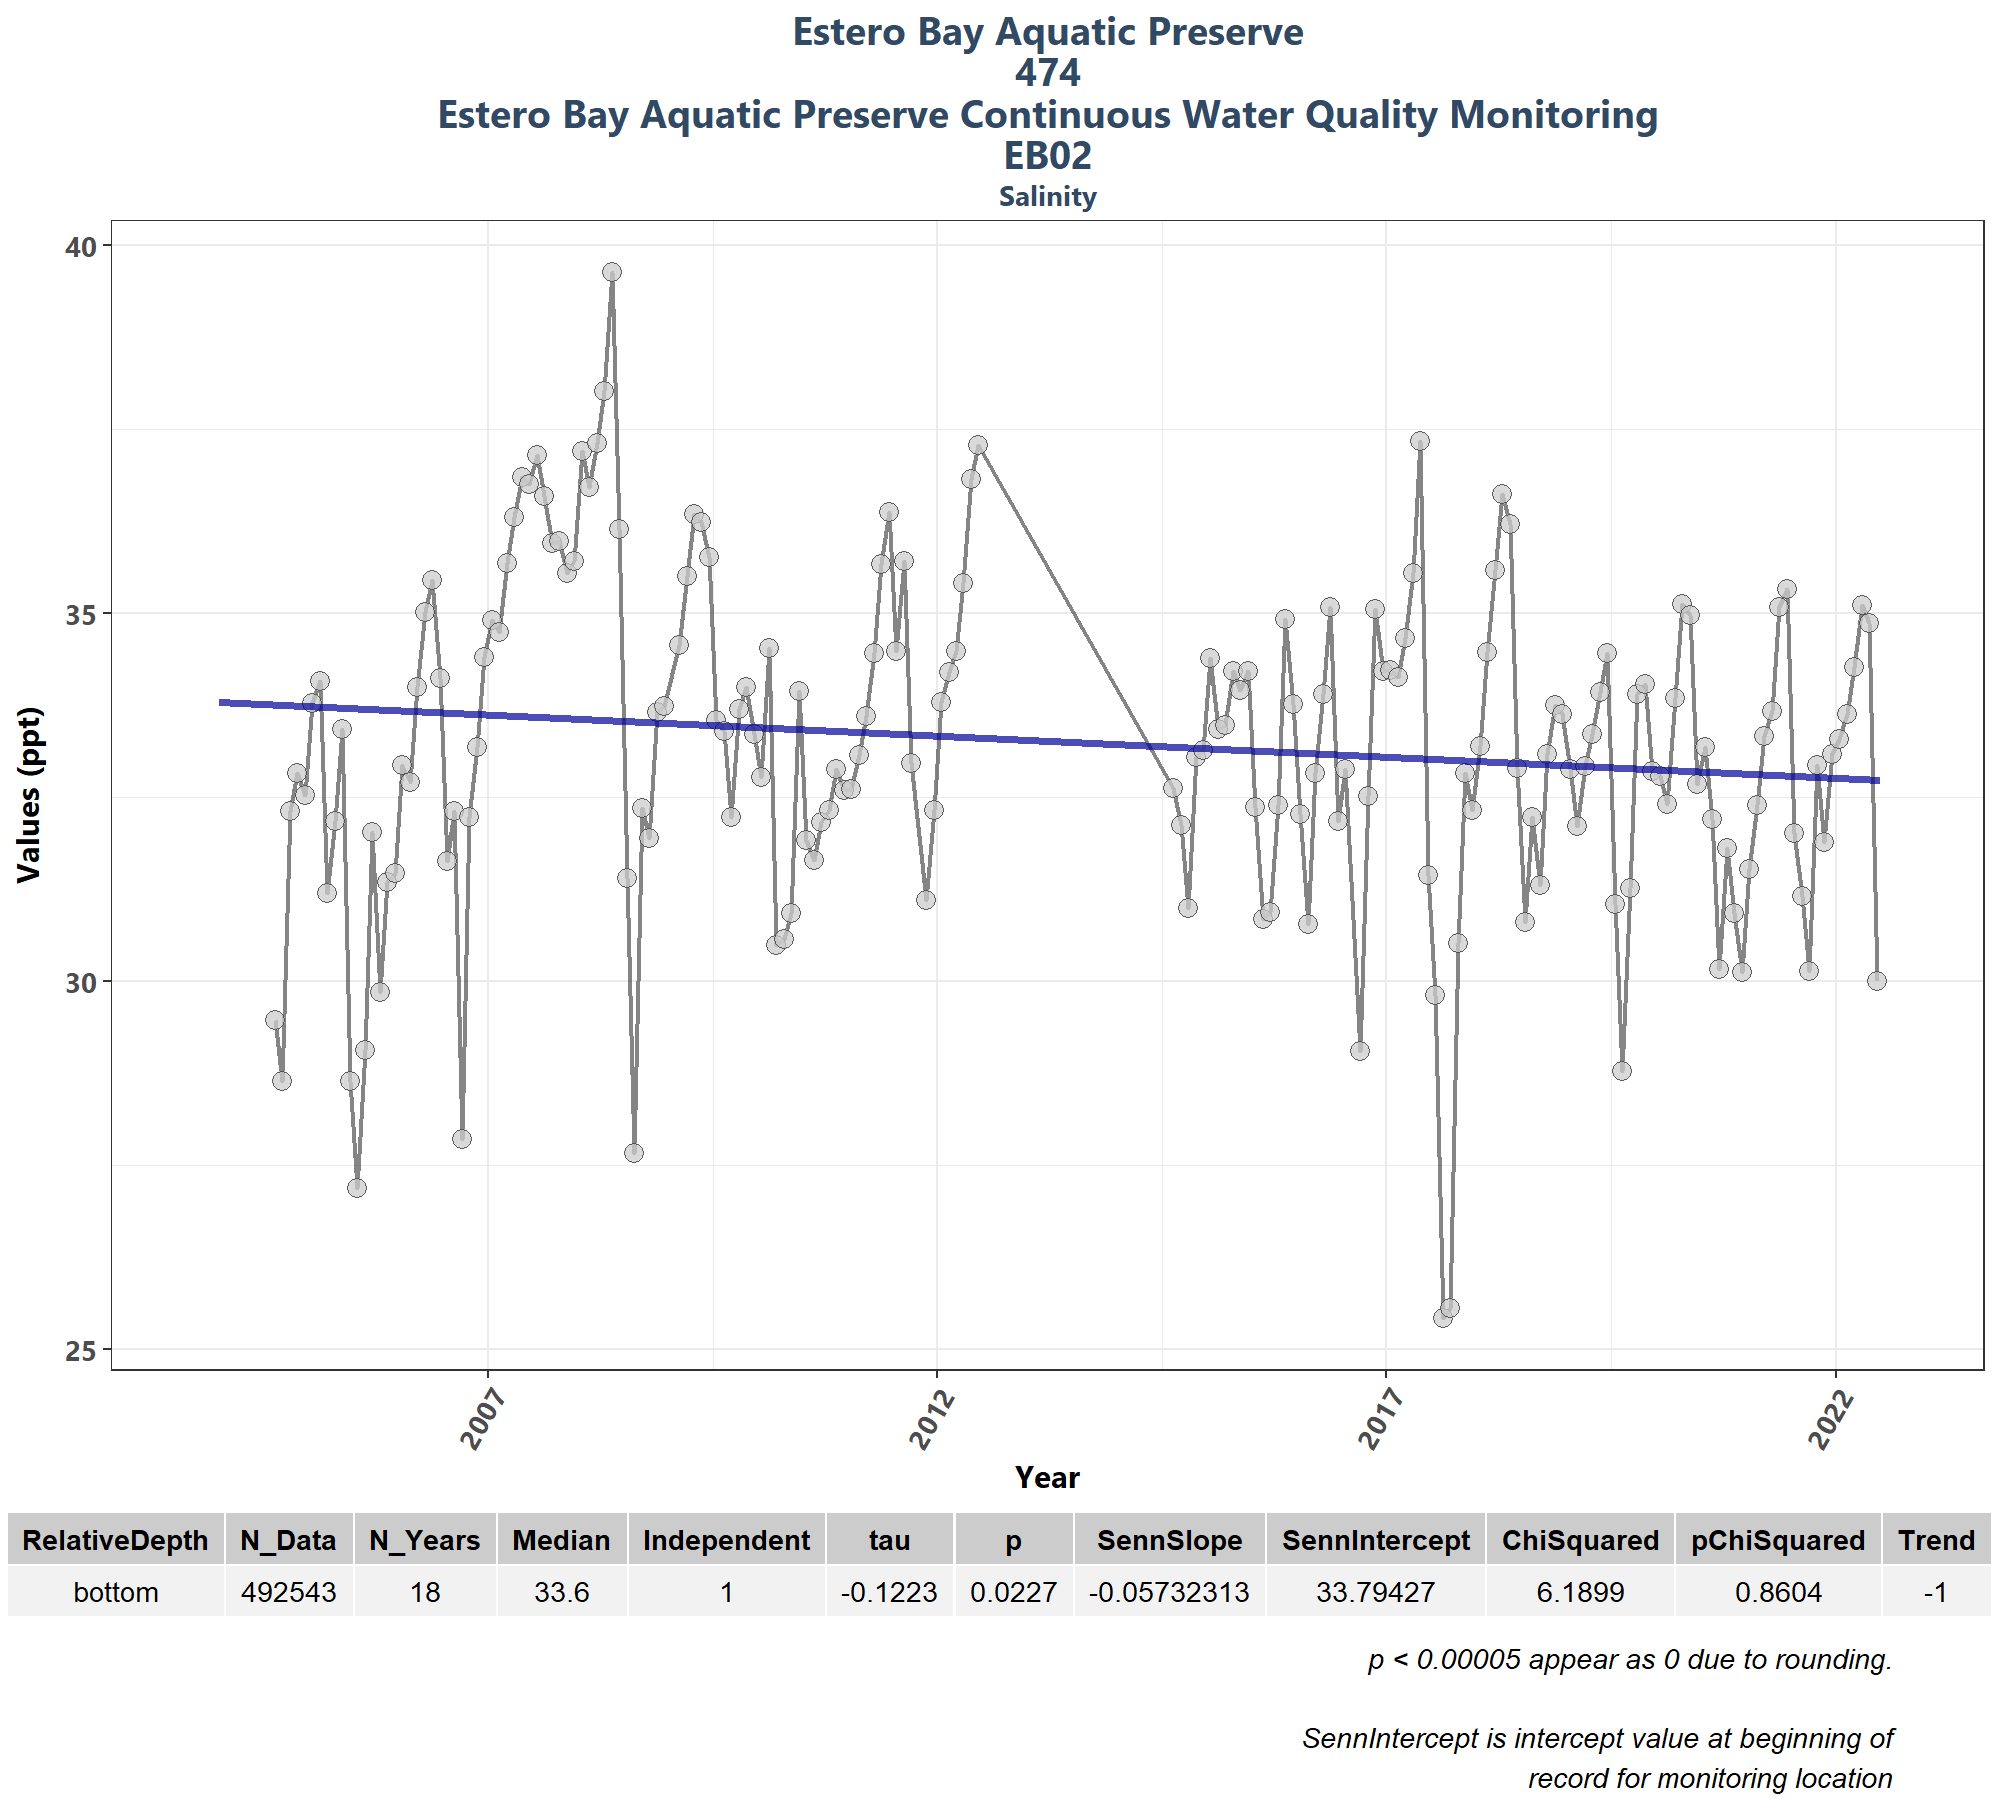 Estero Bay Aquatic Preserve
474
Estero Bay Aquatic Preserve Continuous Water Quality Monitoring
EB02
Salinity
40
35
30
25
Values (ppt)
2007 2012 2017 2022
Year
RelativeDepth N_Data N_Years Median Independent tau p SennSlope SennIntercept ChiSquared pChiSquared Trend
bottom 492543 18 33.6 1 -0.1223 0.0227 -0.05732313 33.79427 6.1899 0.8604 -1
p < 0.00005 appear as 0 due to rounding.
SennIntercept is intercept value at beginning of
record for monitoring location